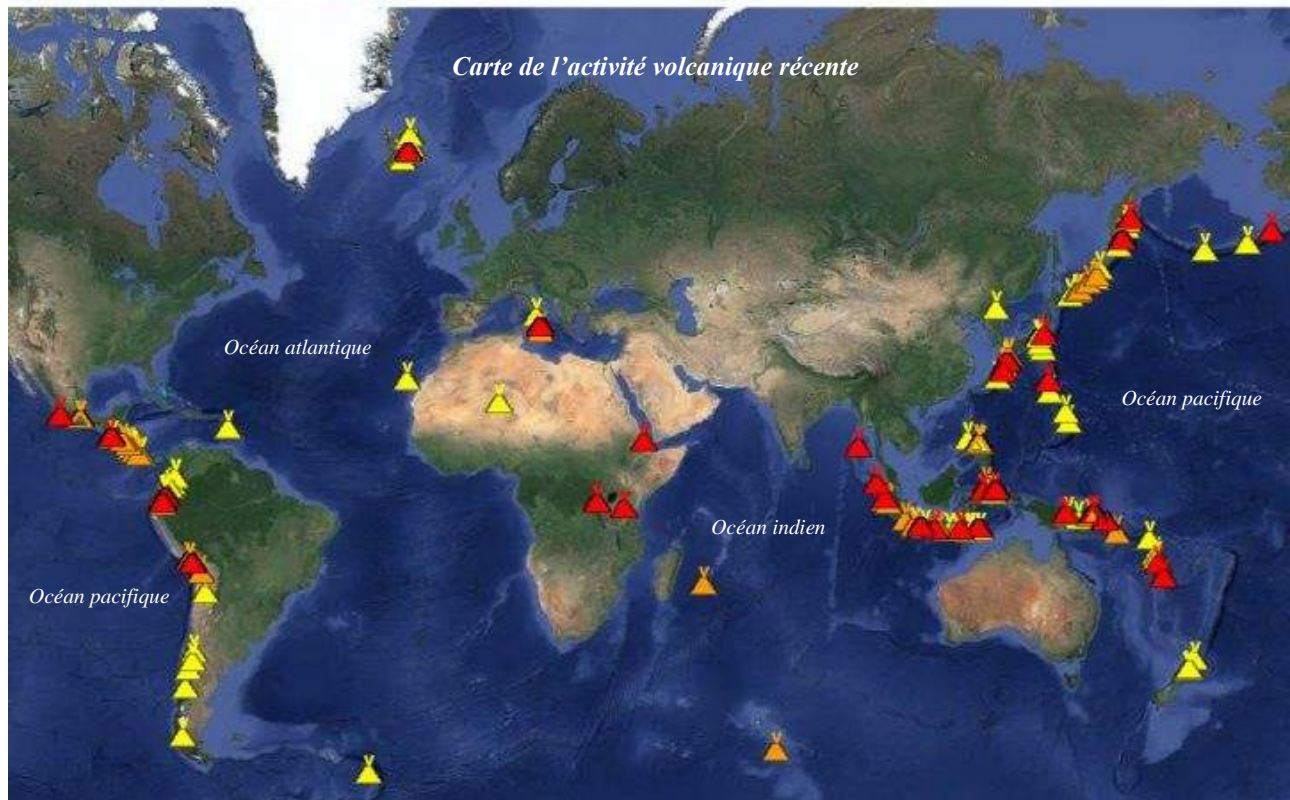 Carte de l'activité volcanique récente
Océan atlantique
Océan pacifique
Océan indien
Océan pacifique